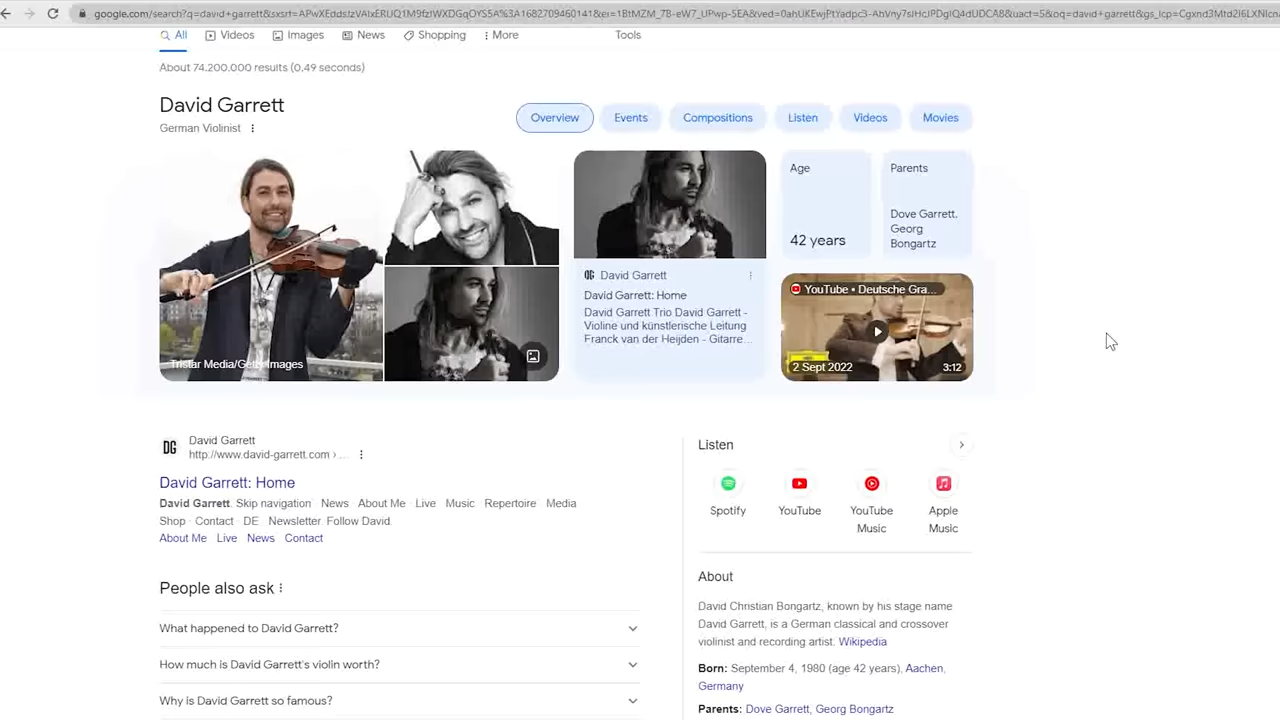 All
Videos
Images
News
Shopping
More
Tools
About 74.200.000 results (0,49 seconds)
David Garrett
German Violinist
Overview
Events
Compositions
Listen
Videos
Movies
Tristar Media/Getty Images
David Garrett
David Garrett: Home
David Garrett Trio David Garrett -
Violine und künstlerische Leitung
Franck van der Heijden - Gitarre...
Age
42 years
Parents
Dove Garrett,
Georg
Bongartz
YouTube • Deutsche Gra...
2 Sept 2022
3:12
DG
David Garrett
http://www.david-garrett.com › ...
David Garrett: Home
David Garrett. Skip navigation · News · About Me · Live · Music · Repertoire · Media
Shop · Contact · DE · Newsletter. Follow David.
About Me · Live · News · Contact
People also ask
What happened to David Garrett?
How much is David Garrett's violin worth?
Why is David Garrett so famous?
Listen
Spotify
YouTube
YouTube
Music
Apple
Music
About
David Christian Bongartz, known by his stage name
David Garrett, is a German classical and crossover
violinist and recording artist. Wikipedia
Born: September 4, 1980 (age 42 years), Aachen,
Germany
Parents: Dove Garrett, Georg Bongartz